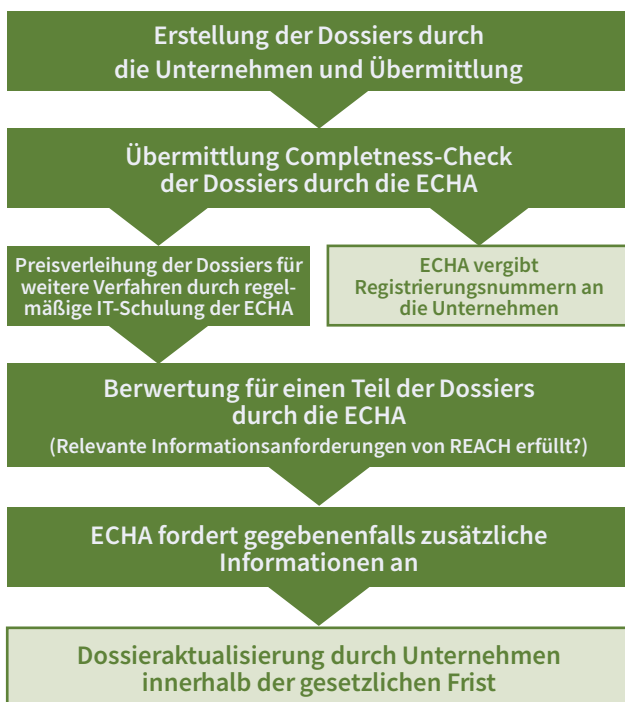 Erstellung der Dossiers durch
die Unternehmen und Übermittlung
Übermittlung Completness-Check
der Dossiers durch die ECHA
Preisverleihung der Dossiers für
weitere Verfahren durch regel-
mäßige IT-Schulung der ECHA
ECHA vergibt
Registrierungsnummern an
die Unternehmen
Berwertung für einen Teil der Dossiers
durch die ECHA
(Relevante Informationsanforderungen von REACH erfüllt?)
ECHA fordert gegebenenfalls zusätzliche
Informationen an
Dossieraktualisierung durch Unternehmen
innerhalb der gesetzlichen Frist